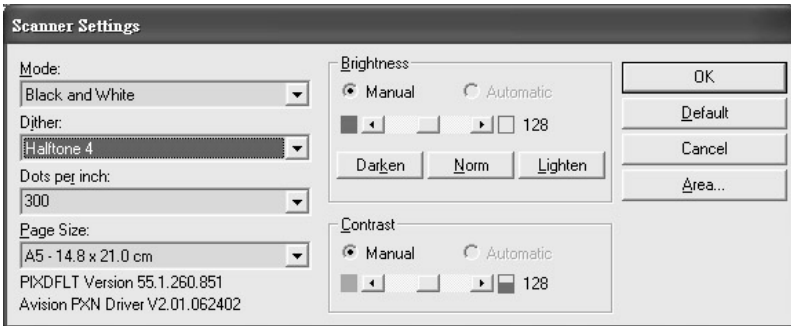 Scanner Settings
Mode:
Black and White
Dither:
Halftone 4
Dots per inch:
300
Page Size:
A5 - 14.8 x 21.0 cm
PIXDFLT Version 55.1.260.851
Avision PXN Driver V2.01.062402
Brightness
Manual Automatic
128
Darken Norm Lighten
Contrast
Manual Automatic
128
OK
Default
Cancel
Area...